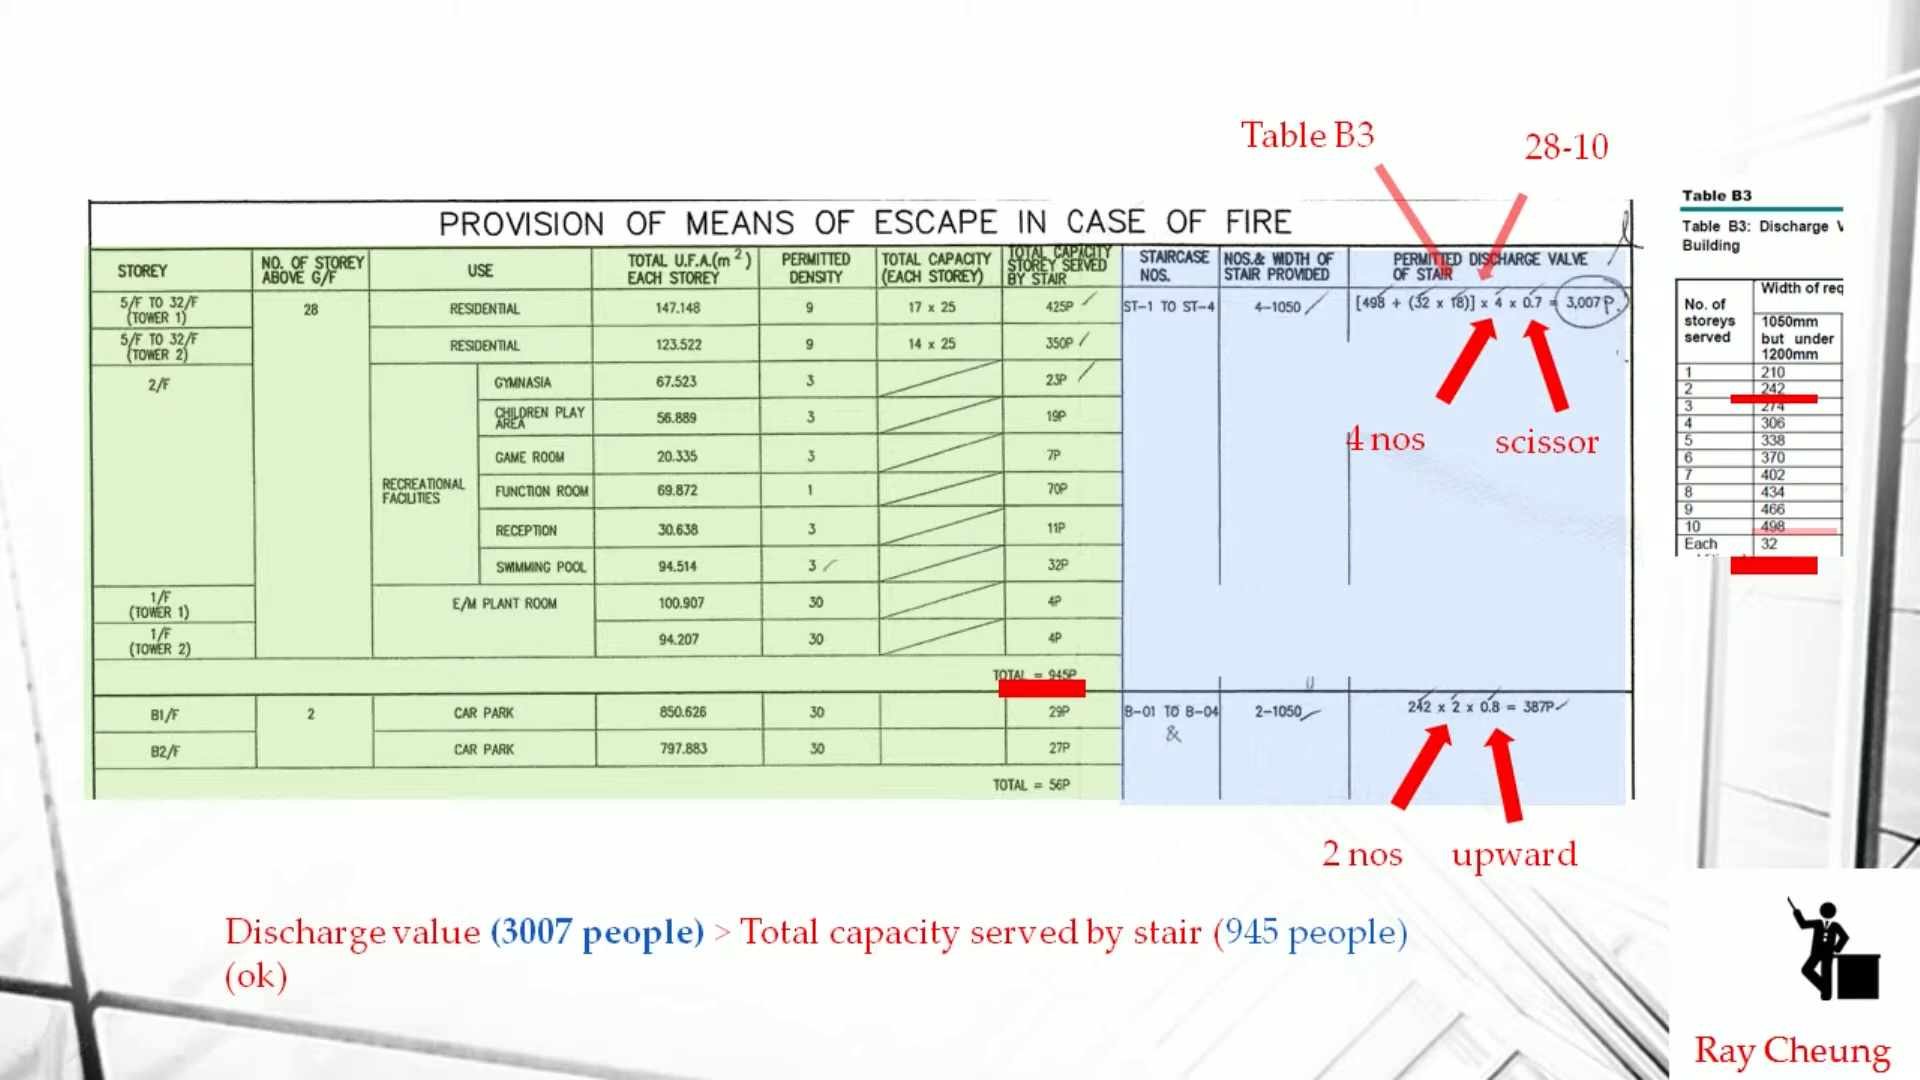 Table B3
28-10
PROVISION OF MEANS OF ESCAPE IN CASE OF FIRE
STOREY
NO. OF STOREY
ABOVE G/F
USE
TOTAL U.F.A.(m²)
EACH STOREY
PERMITTED
DENSITY
TOTAL CAPACITY
(EACH STOREY)
TOTAL CAPACITY
STOREY SERVED
BY STAIR
STAIRCASE
NOS.
NOS.& WIDTH OF
STAIR PROVIDED
PERMITTED DISCHARGE VALVE
OF STAIR
5/F TO 32/F
(TOWER 1)
28
RESIDENTIAL
147.148
9
17 x 25
425P
ST-1 TO ST-4
4-1050
[498 + (32 x 18)] x 4 x 0.7 = 3,007P.
5/F TO 32/F
(TOWER 2)
RESIDENTIAL
123.522
9
14 x 25
350P
2/F
RECREATIONAL
FACILITIES
GYMNASIA
67.523
3
23P
CHILDREN PLAY
AREA
56.889
3
19P
GAME ROOM
20.335
3
7P
FUNCTION ROOM
69.872
1
70P
RECEPTION
30.638
3
11P
SWIMMING POOL
94.514
3
32P
4 nos
scissor
1/F
(TOWER 1)
E/M PLANT ROOM
100.907
30
4P
1/F
(TOWER 2)
94.207
30
4P
TOTAL = 945P
B1/F
2
CAR PARK
850.626
30
29P
B-01 TO B-04
&
2-1050
242 x 2 x 0.8 = 387P
B2/F
CAR PARK
797.883
30
27P
TOTAL = 56P
2 nos
upward
Table B3
Table B3: Discharge
Building
No. of
storeys
served
Width of req
1050mm
but under
1200mm
1 210
2 242
3 274
4 306
5 338
6 370
7 402
8 434
9 466
10 498
Each 32
Discharge value (3007 people) > Total capacity served by stair (945 people)
(ok)
Ray Cheung